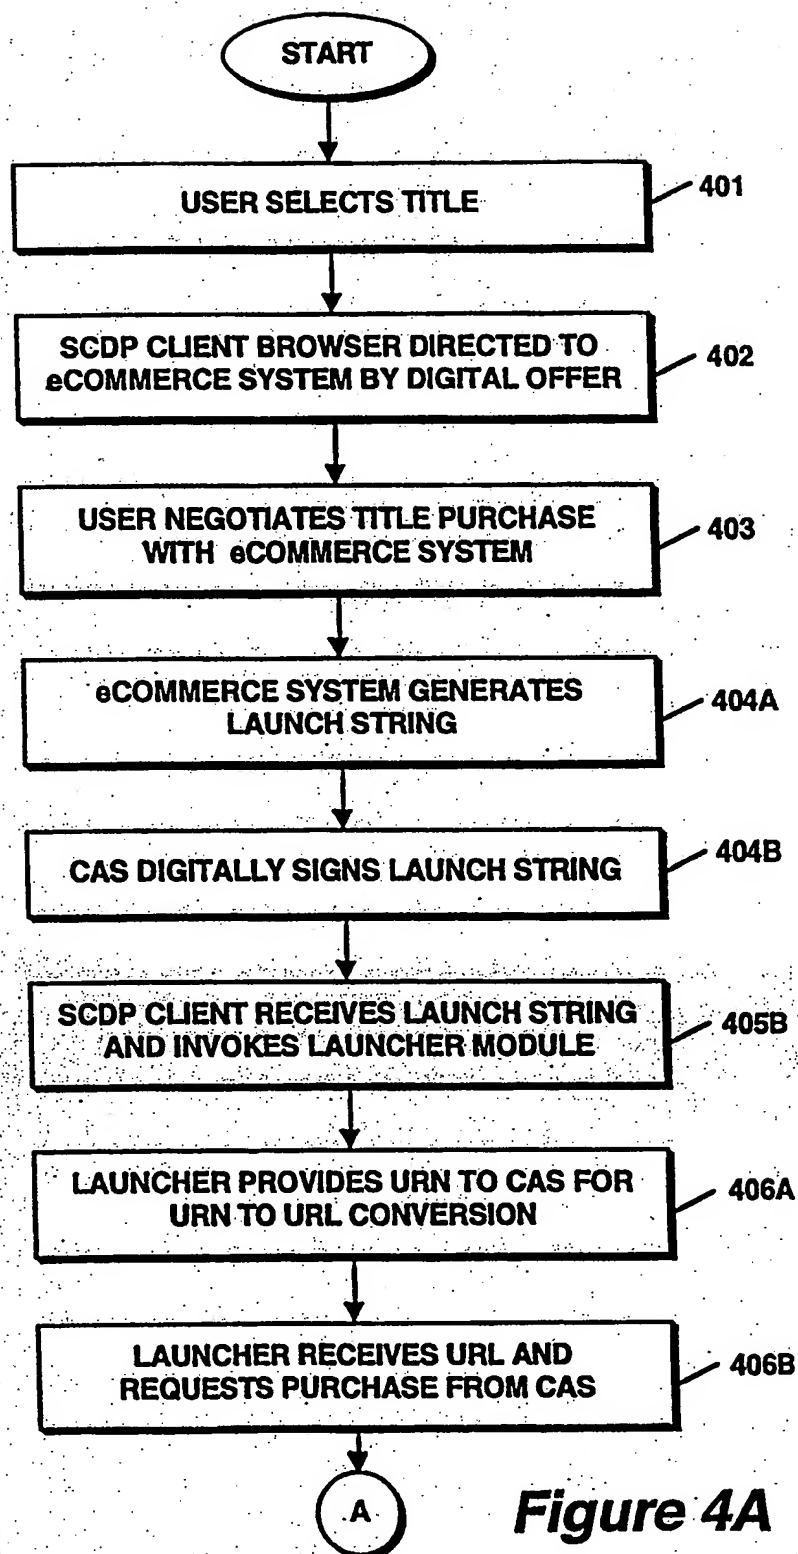 START
USER SELECTS TITLE
401
SCDP CLIENT BROWSER DIRECTED TO
eCOMMERCE SYSTEM BY DIGITAL OFFER
402
USER NEGOTIATES TITLE PURCHASE
WITH eCOMMERCE SYSTEM
403
eCOMMERCE SYSTEM GENERATES
LAUNCH STRING
404A
CAS DIGITALLY SIGNS LAUNCH STRING
404B
SCDP CLIENT RECEIVES LAUNCH STRING
AND INVOKES LAUNCHER MODULE
405B
LAUNCHER PROVIDES URN TO CAS FOR
URN TO URL CONVERSION
406A
LAUNCHER RECEIVES URL AND
REQUESTS PURCHASE FROM CAS
406B
A
Figure 4A